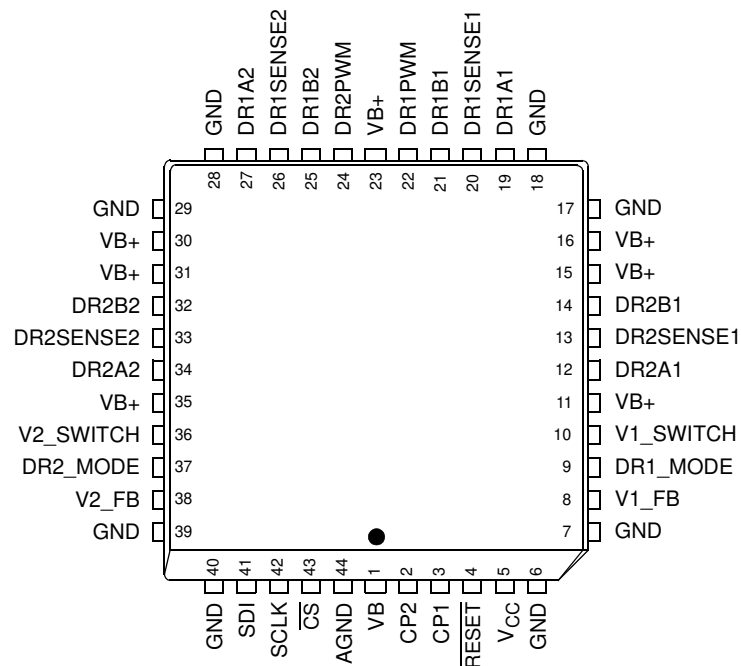 GND
DR1A2
DR1SENSE2
DR1B2
DR2PWM
VB+
DR1PWM
DR1B1
DR1SENSE1
DR1A1
GND
28
27
26
25
24
23
22
21
20
19
18
GND 29
VB+ 30
VB+ 31
DR2B2 32
DR2SENSE2 33
DR2A2 34
VB+ 35
V2_SWITCH 36
DR2_MODE 37
V2_FB 38
GND 39
17 GND
16 VB+
15 VB+
14 DR2B1
13 DR2SENSE1
12 DR2A1
11 VB+
10 V1_SWITCH
9 DR1_MODE
8 V1_FB
7 GND
40
41
42
43
44
1
2
3
4
5
6
GND
SDI
SCLK
CS
AGND
VB
CP2
CP1
RESET
VCC
GND